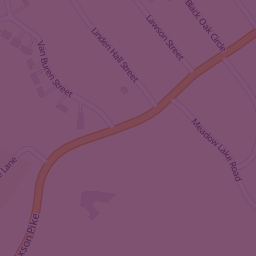 Black Oak Circle
Lawson Street
Linden Hall Street
Van Buren Street
Meadow Lake Road
Lane
Pike